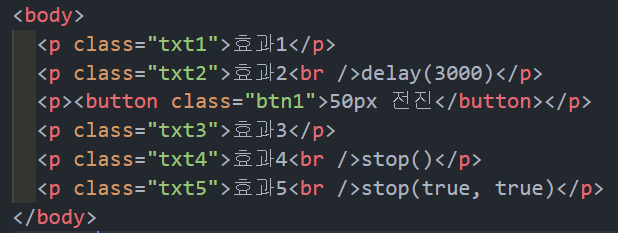 <body>
<p class="txt1">효과1</p>
<p class="txt2">효과2<br />delay(3000)</p>
<p><button class="btn1">50px 전진</button></p>
<p class="txt3">효과3</p>
<p class="txt4">효과4<br />stop()</p>
<p class="txt5">효과5<br />stop(true, true)</p>
</body>